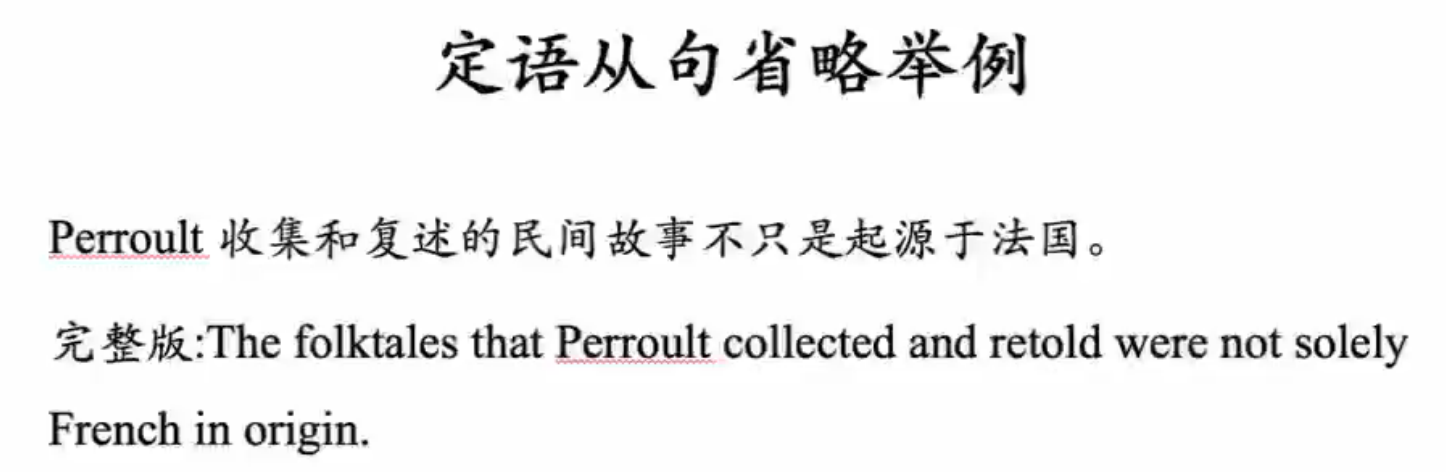 定语从句省略举例
Perroult 收集和复述的民间故事不只是起源于法国。
完整版:The folktales that Perroult collected and retold were not solely
French in origin.